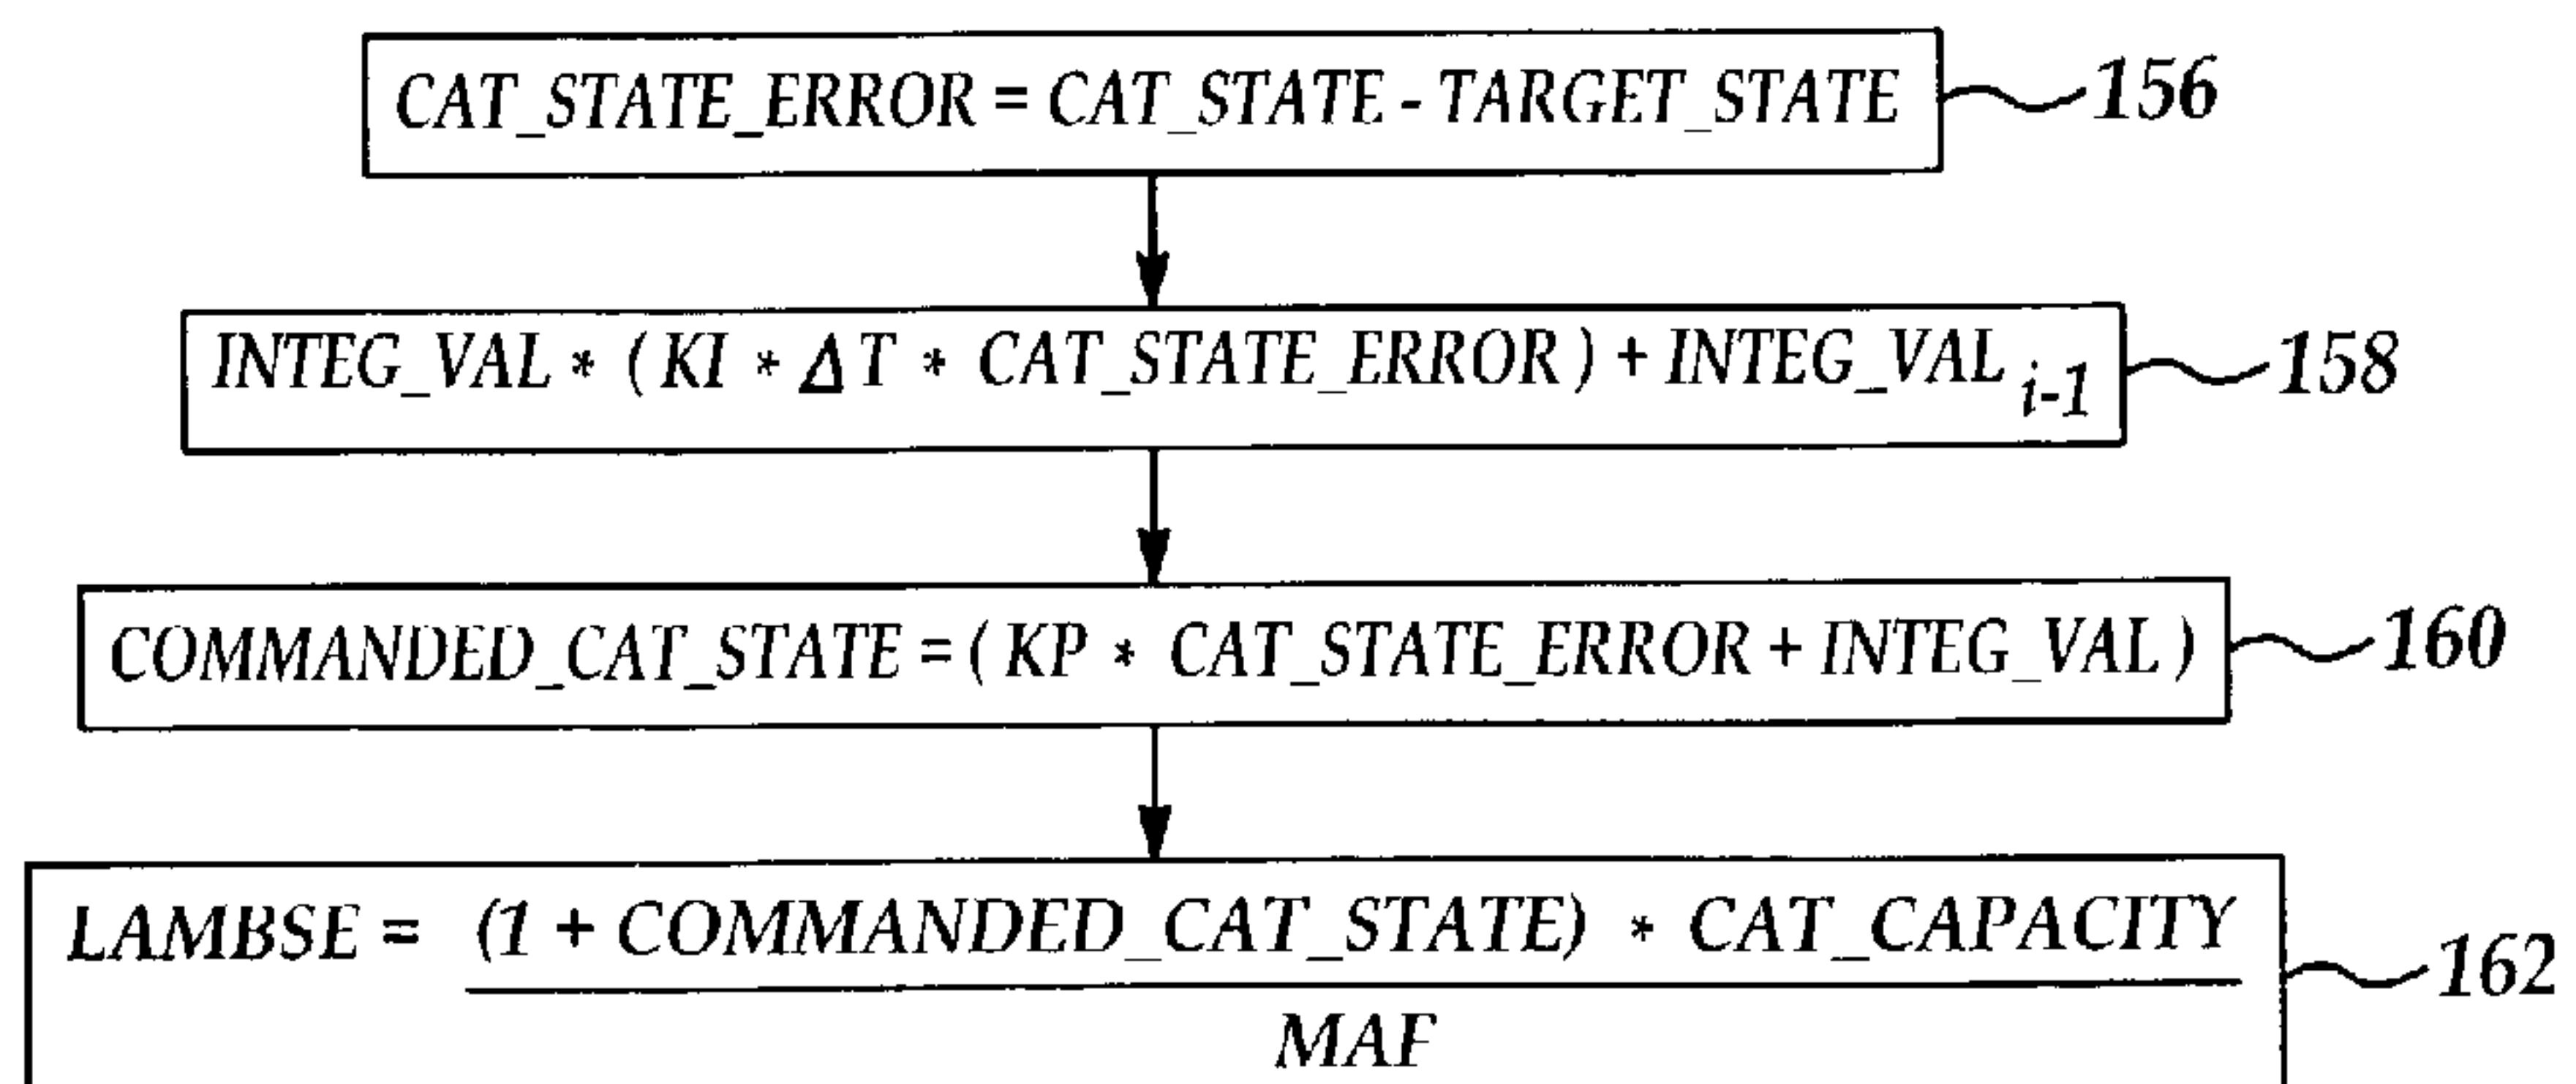 CAT_STATE_ERROR = CAT_STATE - TARGET_STATE 156
INTEG_VAL * ( KI * Δ T * CAT_STATE_ERROR ) + INTEG_VAL i-1 158
COMMANDED_CAT_STATE = ( KP * CAT_STATE_ERROR + INTEG_VAL ) 160
LAMBSE = (1 + COMMANDED_CAT_STATE) * CAT_CAPACITY 162
MAF